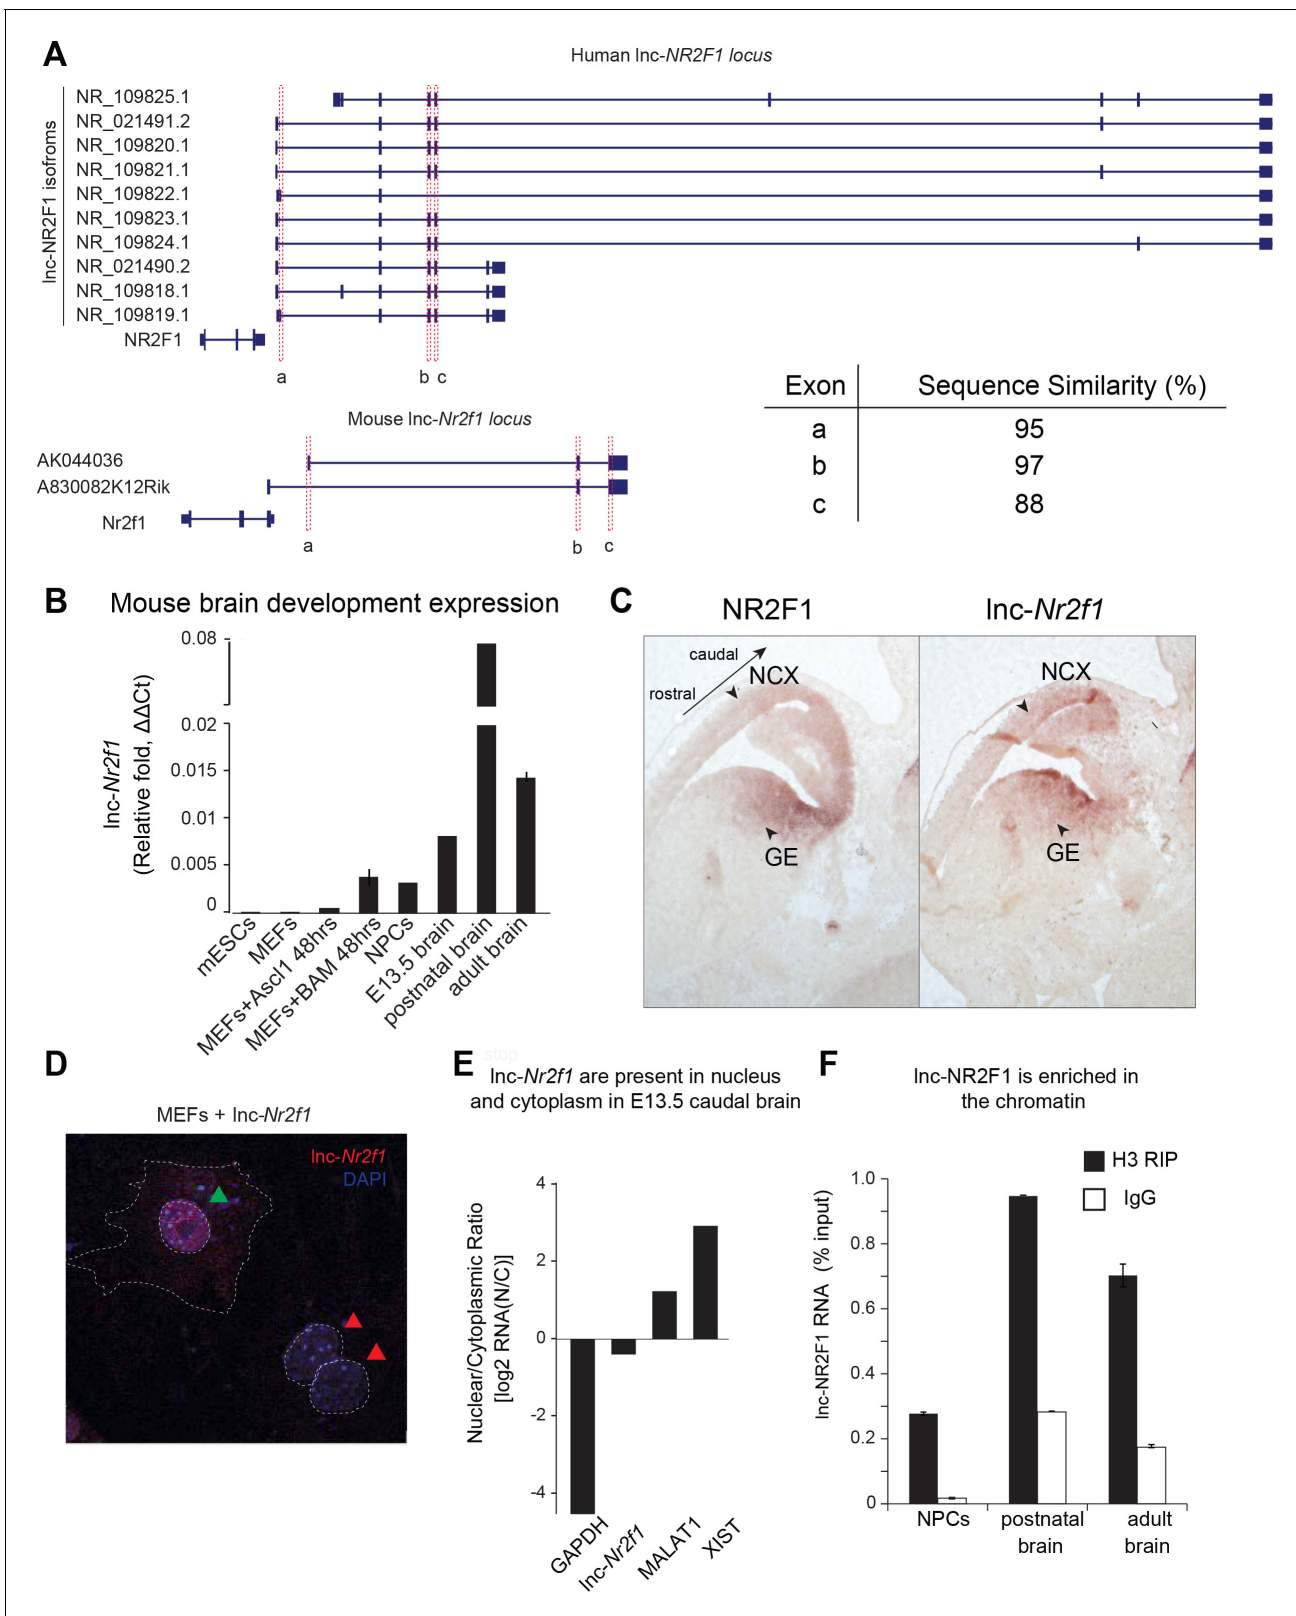 A
Human lnc-NR2F1 locus
lnc-NR2F1 isofroms
NR_109825.1
NR_021491.2
NR_109820.1
NR_109821.1
NR_109822.1
NR_109823.1
NR_109824.1
NR_021490.2
NR_109818.1
NR_109819.1
NR2F1
a b c
Mouse lnc-Nr2f1 locus
AK044036
A830082K12Rik
Nr2f1
a b c
Exon Sequence Similarity (%)
a 95
b 97
c 88
B
Mouse brain development expression
lnc-Nr2f1
(Relative fold, ΔΔCt)
0.08
0.02
0.015
0.01
0.005
0
mESCs
MEFs
MEFs+Ascl1 48hrs
MEFs+BAM 48hrs
NPCs
E13.5 brain
postnatal brain
adult brain
C
NR2F1
lnc-Nr2f1
caudal
rostral
NCX
GE
NCX
GE
D
MEFs + lnc-Nr2f1
lnc-Nr2f1
DAPI
stop
E
lnc-Nr2f1 are present in nucleus
and cytoplasm in E13.5 caudal brain
Nuclear/Cytoplasmic Ratio
[log2 RNA(N/C)]
4
2
0
-2
-4
GAPDH
lnc-Nr2f1
MALAT1
XIST
F
lnc-NR2F1 is enriched in
the chromatin
H3 RIP
IgG
lnc-NR2F1 RNA (% input)
1.0
0.8
0.6
0.4
0.2
0
NPCs
postnatal
brain
adult
brain